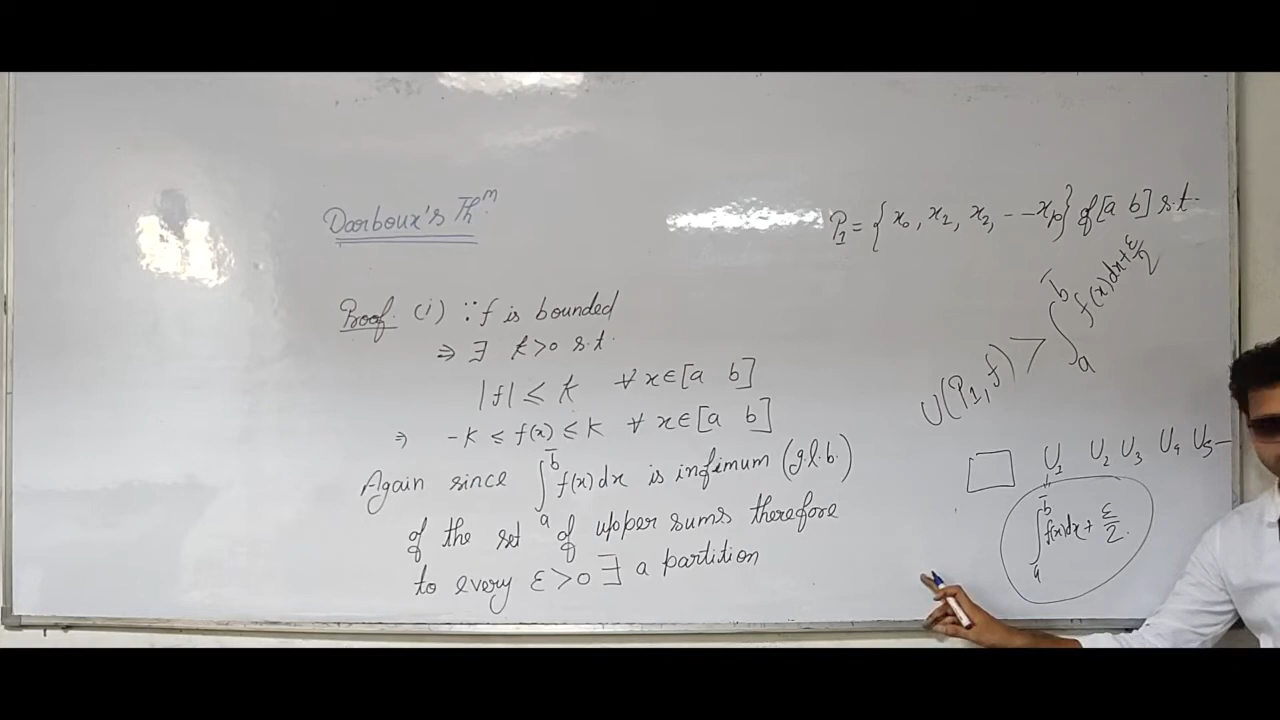 Darboux's Thᵐ.
Proof. (i) ∵ f is bounded
⇒ ∃ k>0 s.t.
|f| ≤ k ∀ x∈[a b]
⇒ -K ≤ f(x) ≤ K ∀ x∈[a b]
Again since ∫ₐᵇ̄ f(x)dx is infimum (g.l.b.)
of the set of upper sums therefore
to every ε>0 ∃ a partition
P₁ = {x₀, x₂, x₂, - - xₚ} of [a b] s.t.
U(P₁, f) > ∫ₐᵇ̄ f(x)dx + ε/2
U₁ U₂ U₃ U₄ U₅ —
∫ₐᵇ̄ f(x)dx + ε/2.